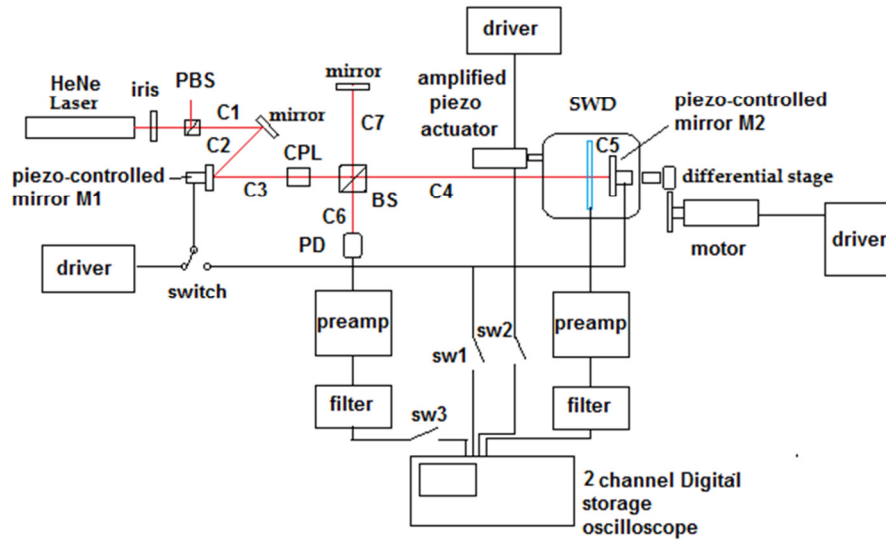 driver
HeNe
Laser
iris
PBS
C1
mirror
C2
mirror
C7
amplified
piezo
actuator
SWD
C5
piezo-controlled
mirror M2
piezo-controlled
mirror M1
C3
CPL
BS
C4
C6
PD
differential stage
motor
driver
driver
switch
preamp
sw1
sw2
preamp
filter
sw3
filter
2 channel Digital
storage
oscilloscope